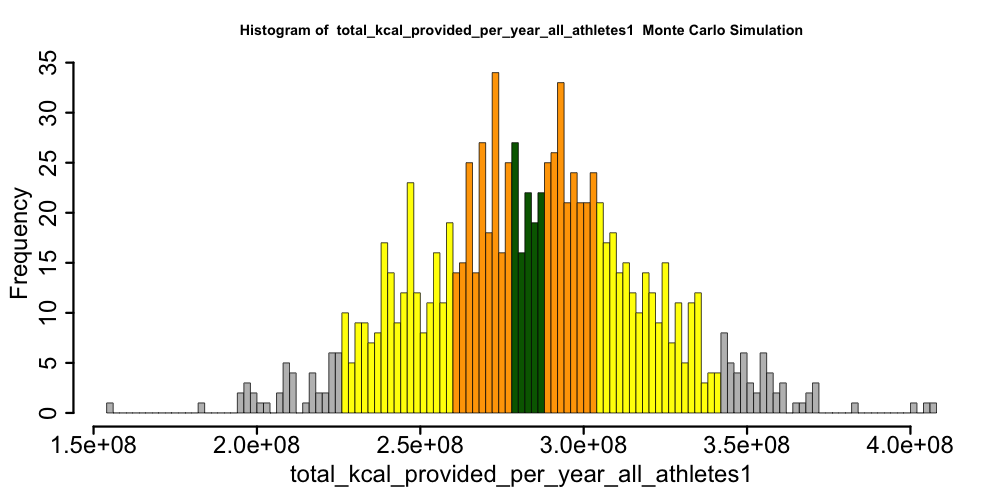 Histogram of  total_kcal_provided_per_year_all_athletes1  Monte Carlo Simulation
35
30
25
20
15
10
5
0
Frequency
1.5e+08 2.0e+08 2.5e+08 3.0e+08 3.5e+08 4.0e+08
total_kcal_provided_per_year_all_athletes1